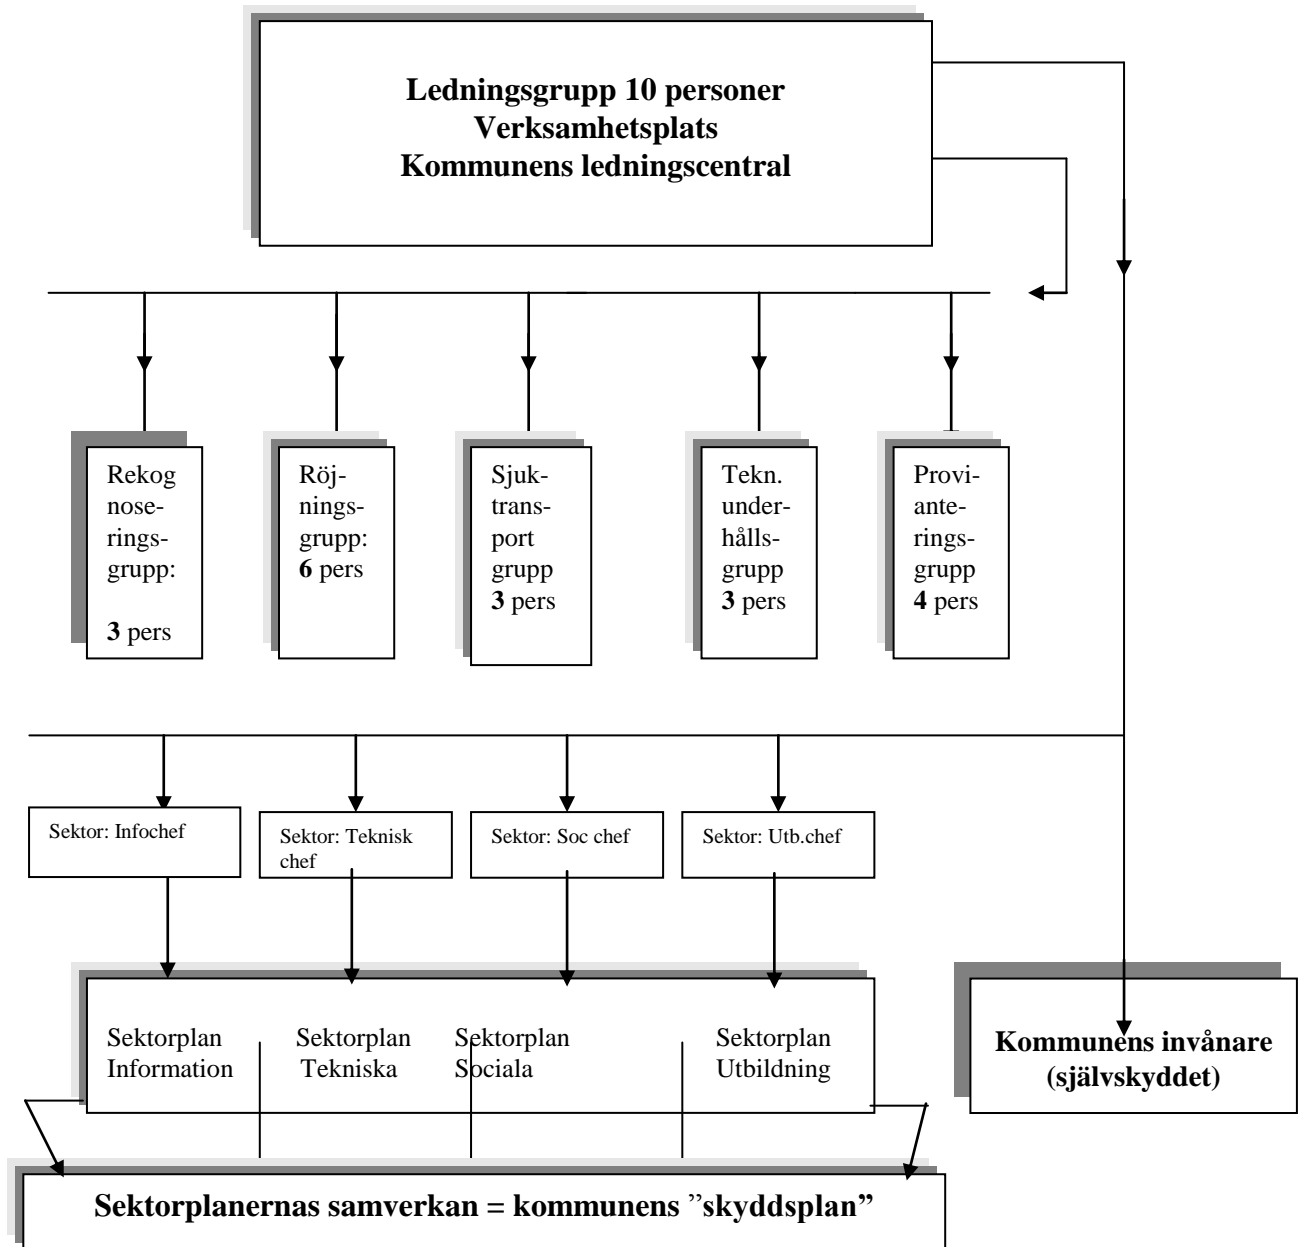 Ledningsgrupp 10 personer
Verksamhetsplats
Kommunens ledningscentral
Rekog
nose-
rings-
grupp:
3 pers
Röj-
nings-
grupp:
6 pers
Sjuk-
trans-
port
grupp
3 pers
Tekn.
under-
hålls-
grupp
3 pers
Provi-
ante-
rings-
grupp
4 pers
Sektor: Infochef
Sektor: Teknisk
chef
Sektor: Soc chef
Sektor: Utb.chef
Sektorplan
Information
Sektorplan
Tekniska
Sektorplan
Sociala
Sektorplan
Utbildning
Kommunens invånare
(självskyddet)
Sektorplanernas samverkan = kommunens ”skyddsplan”